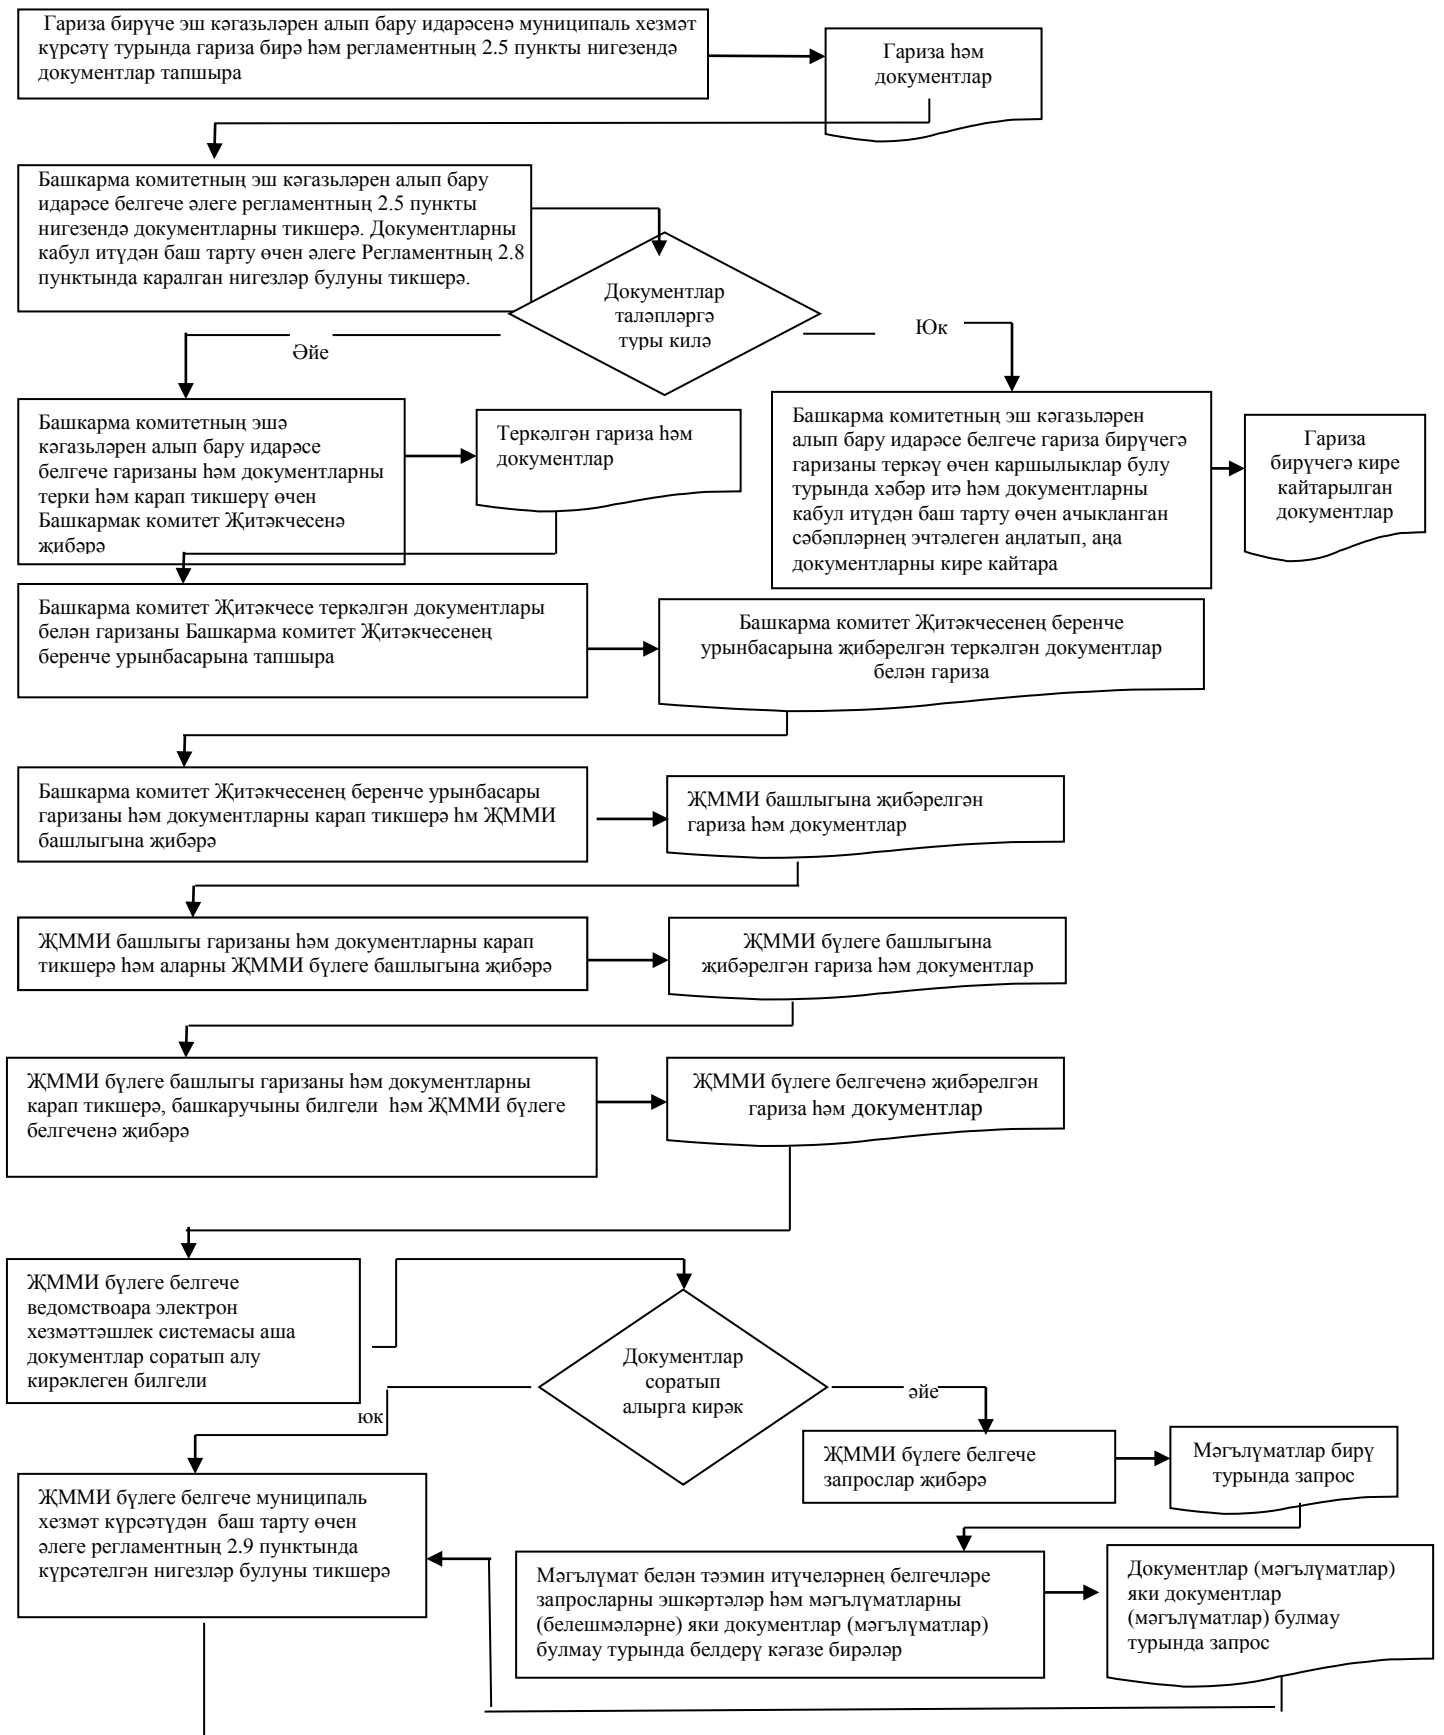 Гариза бирүче эш кәгазьләрен алып бару идарәсенә муниципаль хезмәт
күрсәтү турында гариза бирә һәм регламентның 2.5 пункты нигезендә
документлар тапшыра
Гариза һәм
документлар
Башкарма комитетның эш кәгазьләрен алып бару
идарәсе белгече әлеге регламентның 2.5 пункты
нигезендә документларны тикшерә. Документларны
кабул итүдән баш тарту өчен әлеге Регламентның 2.8
пунктында каралган нигезләр булуны тикшерә.
Документлар
таләпләргә
туры килә
Әйе
Юк
Башкарма комитетның эшә
кәгазьләрен алып бару идарәсе
белгече гаризаны һәм документларны
терки һәм карап тикшерү өчен
Башкармак комитет Җитәкчесенә
җибәрә
Теркәлгән гариза һәм
документлар
Башкарма комитетның эш кәгазьләрен
алып бару идарәсе белгече гариза бирүчегә
гаризаны теркәү өчен каршылыклар булу
турында хәбәр итә һәм документларны
кабул итүдән баш тарту өчен ачыкланган
сәбәпләрнең эчтәлеген аңлатып, аңа
документларны кире кайтара
Гариза
бирүчегә кире
кайтарылган
документлар
Башкарма комитет Җитәкчесе теркәлгән документлары
белән гаризаны Башкарма комитет Җитәкчесенең
беренче урынбасарына тапшыра
Башкарма комитет Җитәкчесенең беренче
урынбасарына җибәрелгән теркәлгән документлар
белән гариза
Башкарма комитет Җитәкчесенең беренче урынбасары
гаризаны һәм документларны карап тикшерә һм ҖММИ
башлыгына җибәрә
ҖММИ башлыгына җибәрелгән
гариза һәм документлар
ҖММИ башлыгы гаризаны һәм документларны карап
тикшерә һәм аларны ҖММИ бүлеге башлыгына җибәрә
ҖММИ бүлеге башлыгына
җибәрелгән гариза һәм документлар
ҖММИ бүлеге башлыгы гаризаны һәм документларны
карап тикшерә, башкаручыны билгели  һәм ҖММИ бүлеге
белгеченә җибәрә
ҖММИ бүлеге белгеченә җибәрелгән
гариза һәм документлар
ҖММИ бүлеге белгече
ведомствоара электрон
хезмәттәшлек системасы аша
документлар соратып алу
кирәклеген билгели
Документлар
соратып
алырга кирәк
юк
әйе
ҖММИ бүлеге белгече
запрослар җибәрә
Мәгълүматлар бирү
турында запрос
ҖММИ бүлеге белгече муниципаль
хезмәт күрсәтүдән  баш тарту өчен
әлеге регламентның 2.9 пунктында
күрсәтелгән нигезләр булуны тикшерә
Мәгълүмат белән тәэмин итүчеләрнең белгечләре
запросларны эшкәртәләр һәм мәгълүматларны
(белешмәләрне) яки документлар (мәгълүматлар)
булмау турында белдерү кәгазе бирәләр
Документлар (мәгълүматлар)
яки документлар
(мәгълүматлар) булмау
турында запрос